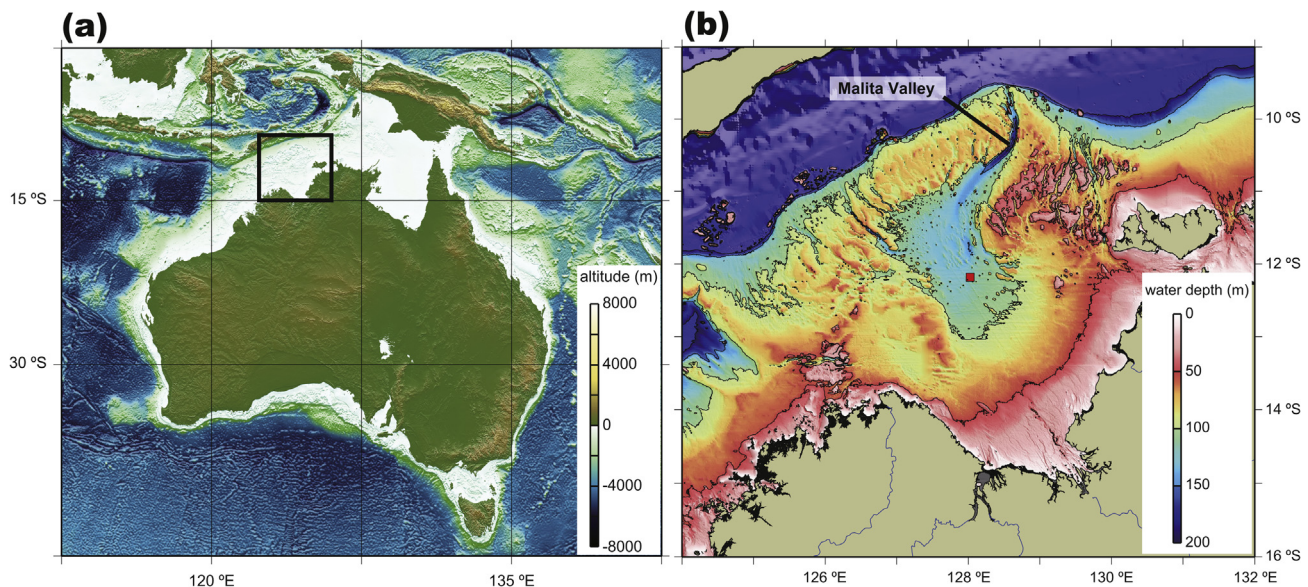 (a)
15 ºS
30 ºS
120 ºE
135 ºE
altitude (m)
8000
4000
0
-4000
-8000
(b)
Malita Valley
10 ºS
12 ºS
14 ºS
16 ºS
126 ºE
128 ºE
130 ºE
132 ºE
water depth (m)
0
50
100
150
200